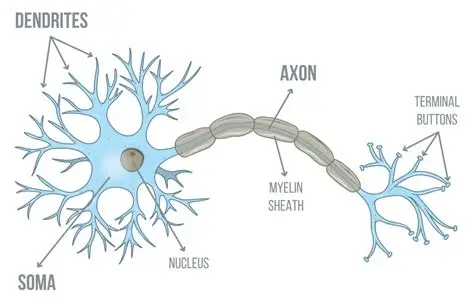 DENDRITES
AXON
TERMINAL
BUTTONS
MYELIN
SHEATH
NUCLEUS
SOMA